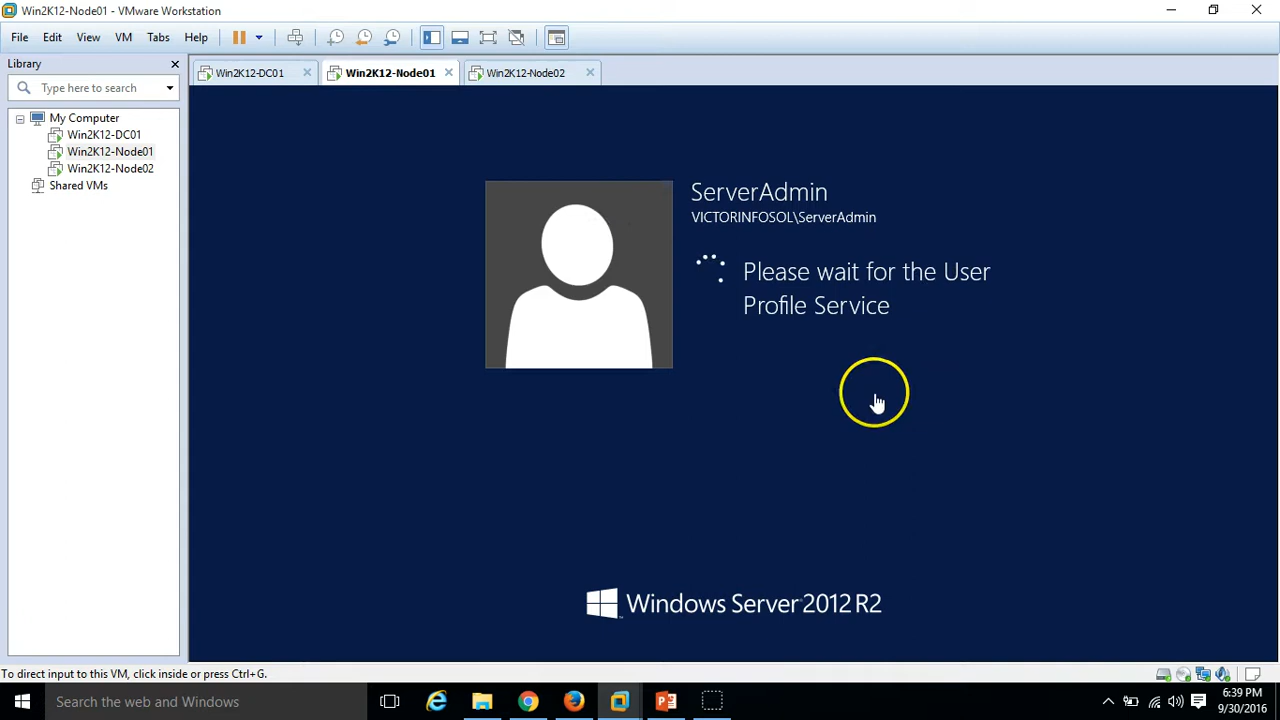 Win2K12-Node01 - VMware Workstation
File Edit View VM Tabs Help
Library
Type here to search
My Computer
Win2K12-DC01
Win2K12-Node01
Win2K12-Node02
Shared VMs
Win2K12-DC01 Win2K12-Node01 Win2K12-Node02
ServerAdmin
VICTORINFOSOL\ServerAdmin
Please wait for the User
Profile Service
Windows Server 2012 R2
To direct input to this VM, click inside or press Ctrl+G.
Search the web and Windows
6:39 PM
9/30/2016